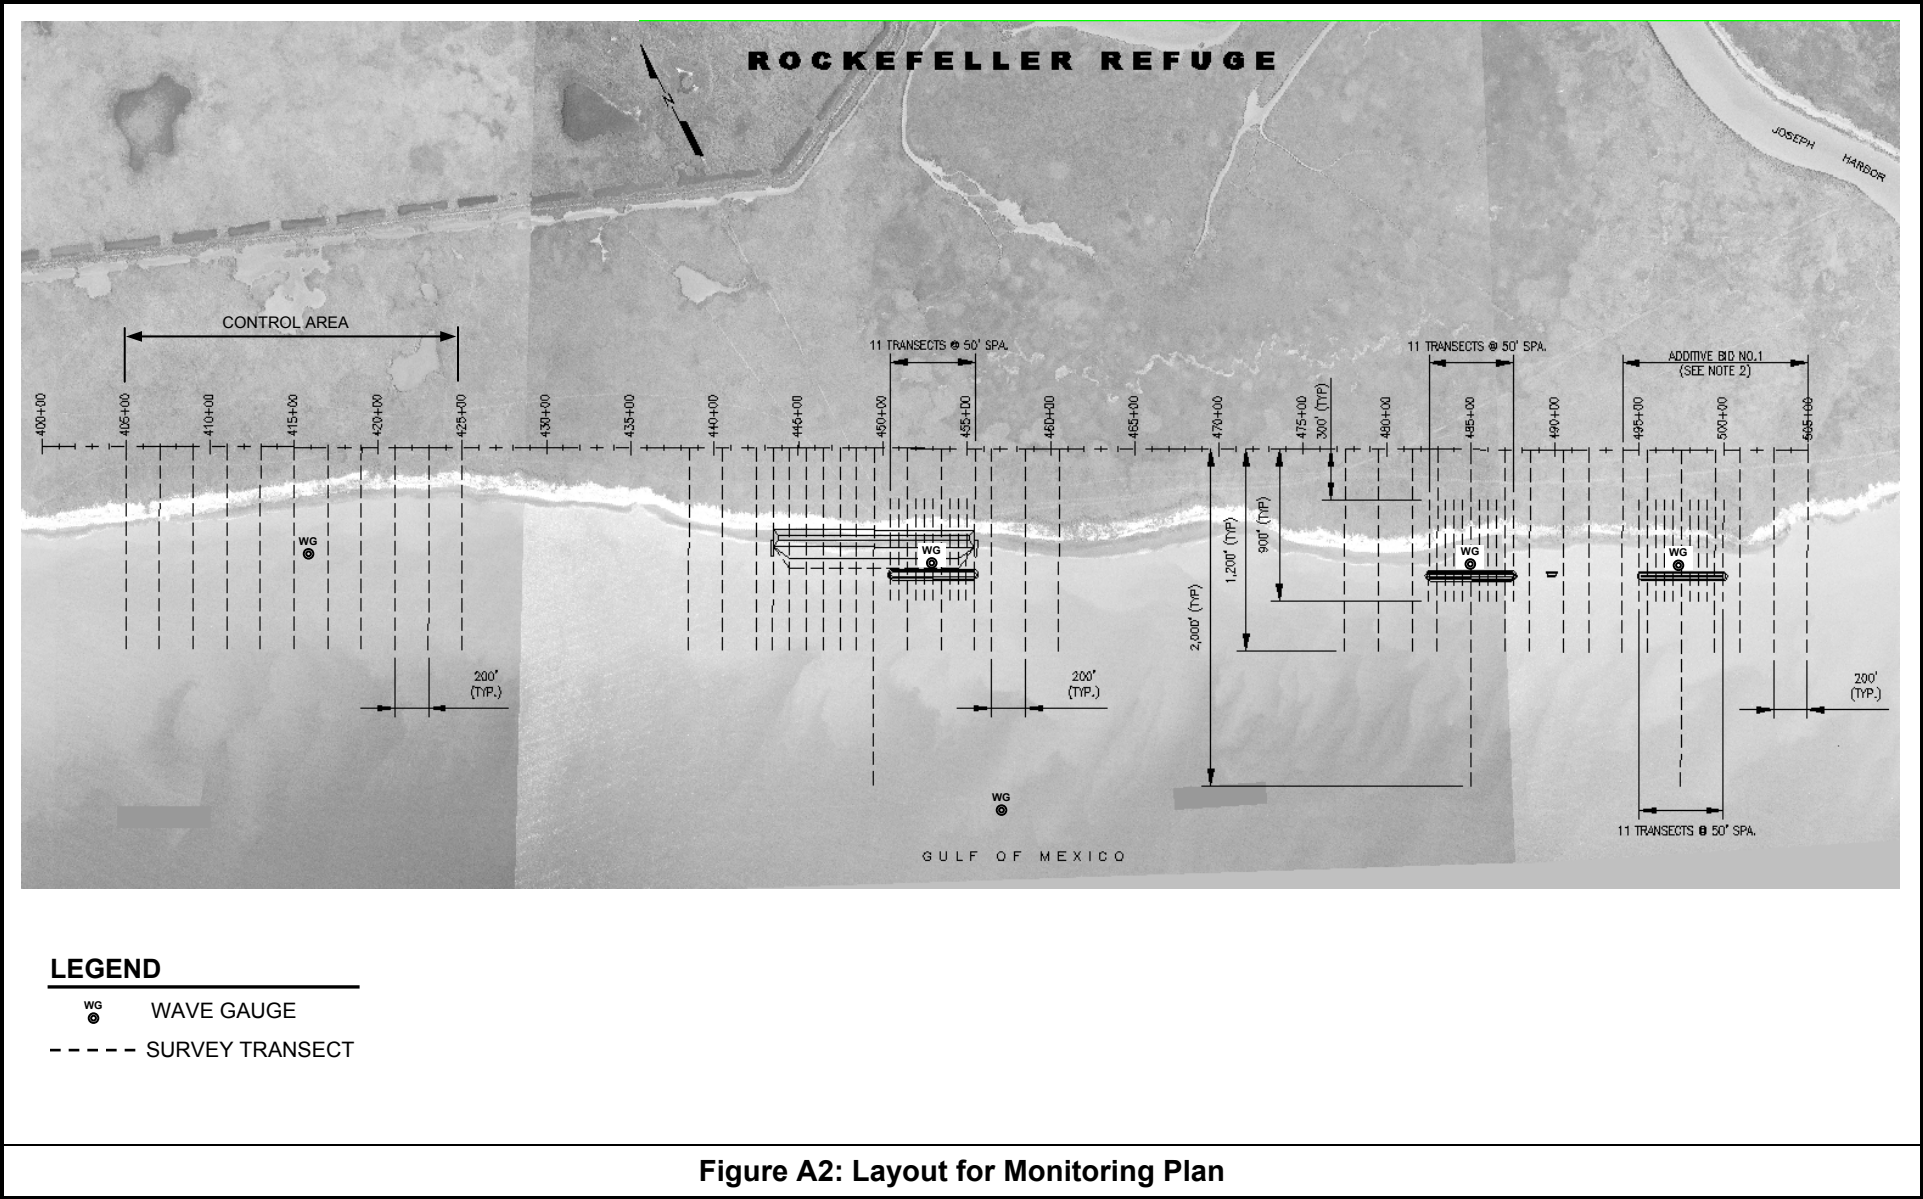 ROCKEFELLER REFUGE
N
JOSEPH HARBOR
CONTROL AREA
11 TRANSECTS @ 50' SPA.
11 TRANSECTS @ 50' SPA.
ADDITIVE BID NO.1
(SEE NOTE 2)
400+00
405+00
410+00
415+00
420+00
425+00
430+00
435+00
440+00
445+00
450+00
455+00
460+00
465+00
470+00
475+00
480+00
485+00
490+00
495+00
500+00
505+00
300' (TYP)
900' (TYP)
1,200' (TYP)
2,000' (TYP)
WG
WG
WG
WG
200'
(TYP.)
200'
(TYP.)
200'
(TYP.)
WG
11 TRANSECTS @ 50' SPA.
GULF OF MEXICO
LEGEND
WG
WAVE GAUGE
SURVEY TRANSECT
Figure A2: Layout for Monitoring Plan